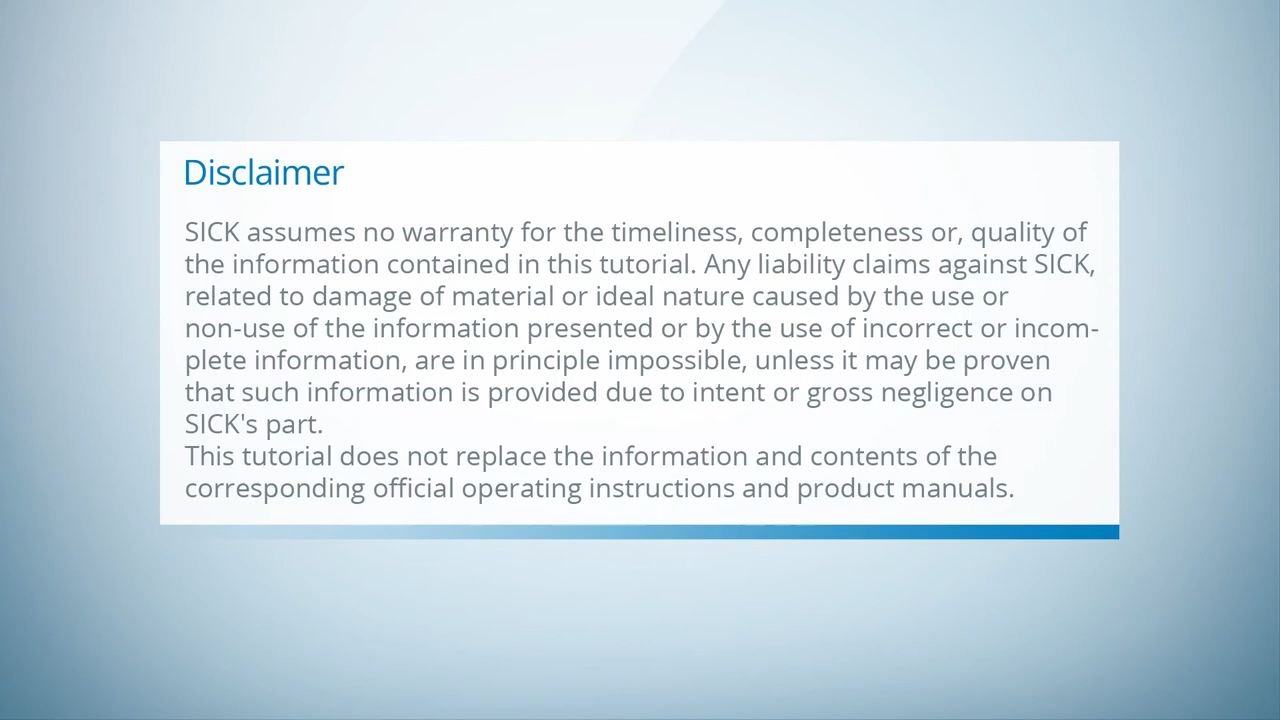 Disclaimer
SICK assumes no warranty for the timeliness, completeness or, quality of
the information contained in this tutorial. Any liability claims against SICK,
related to damage of material or ideal nature caused by the use or
non-use of the information presented or by the use of incorrect or incom-
plete information, are in principle impossible, unless it may be proven
that such information is provided due to intent or gross negligence on
SICK's part.
This tutorial does not replace the information and contents of the
corresponding official operating instructions and product manuals.